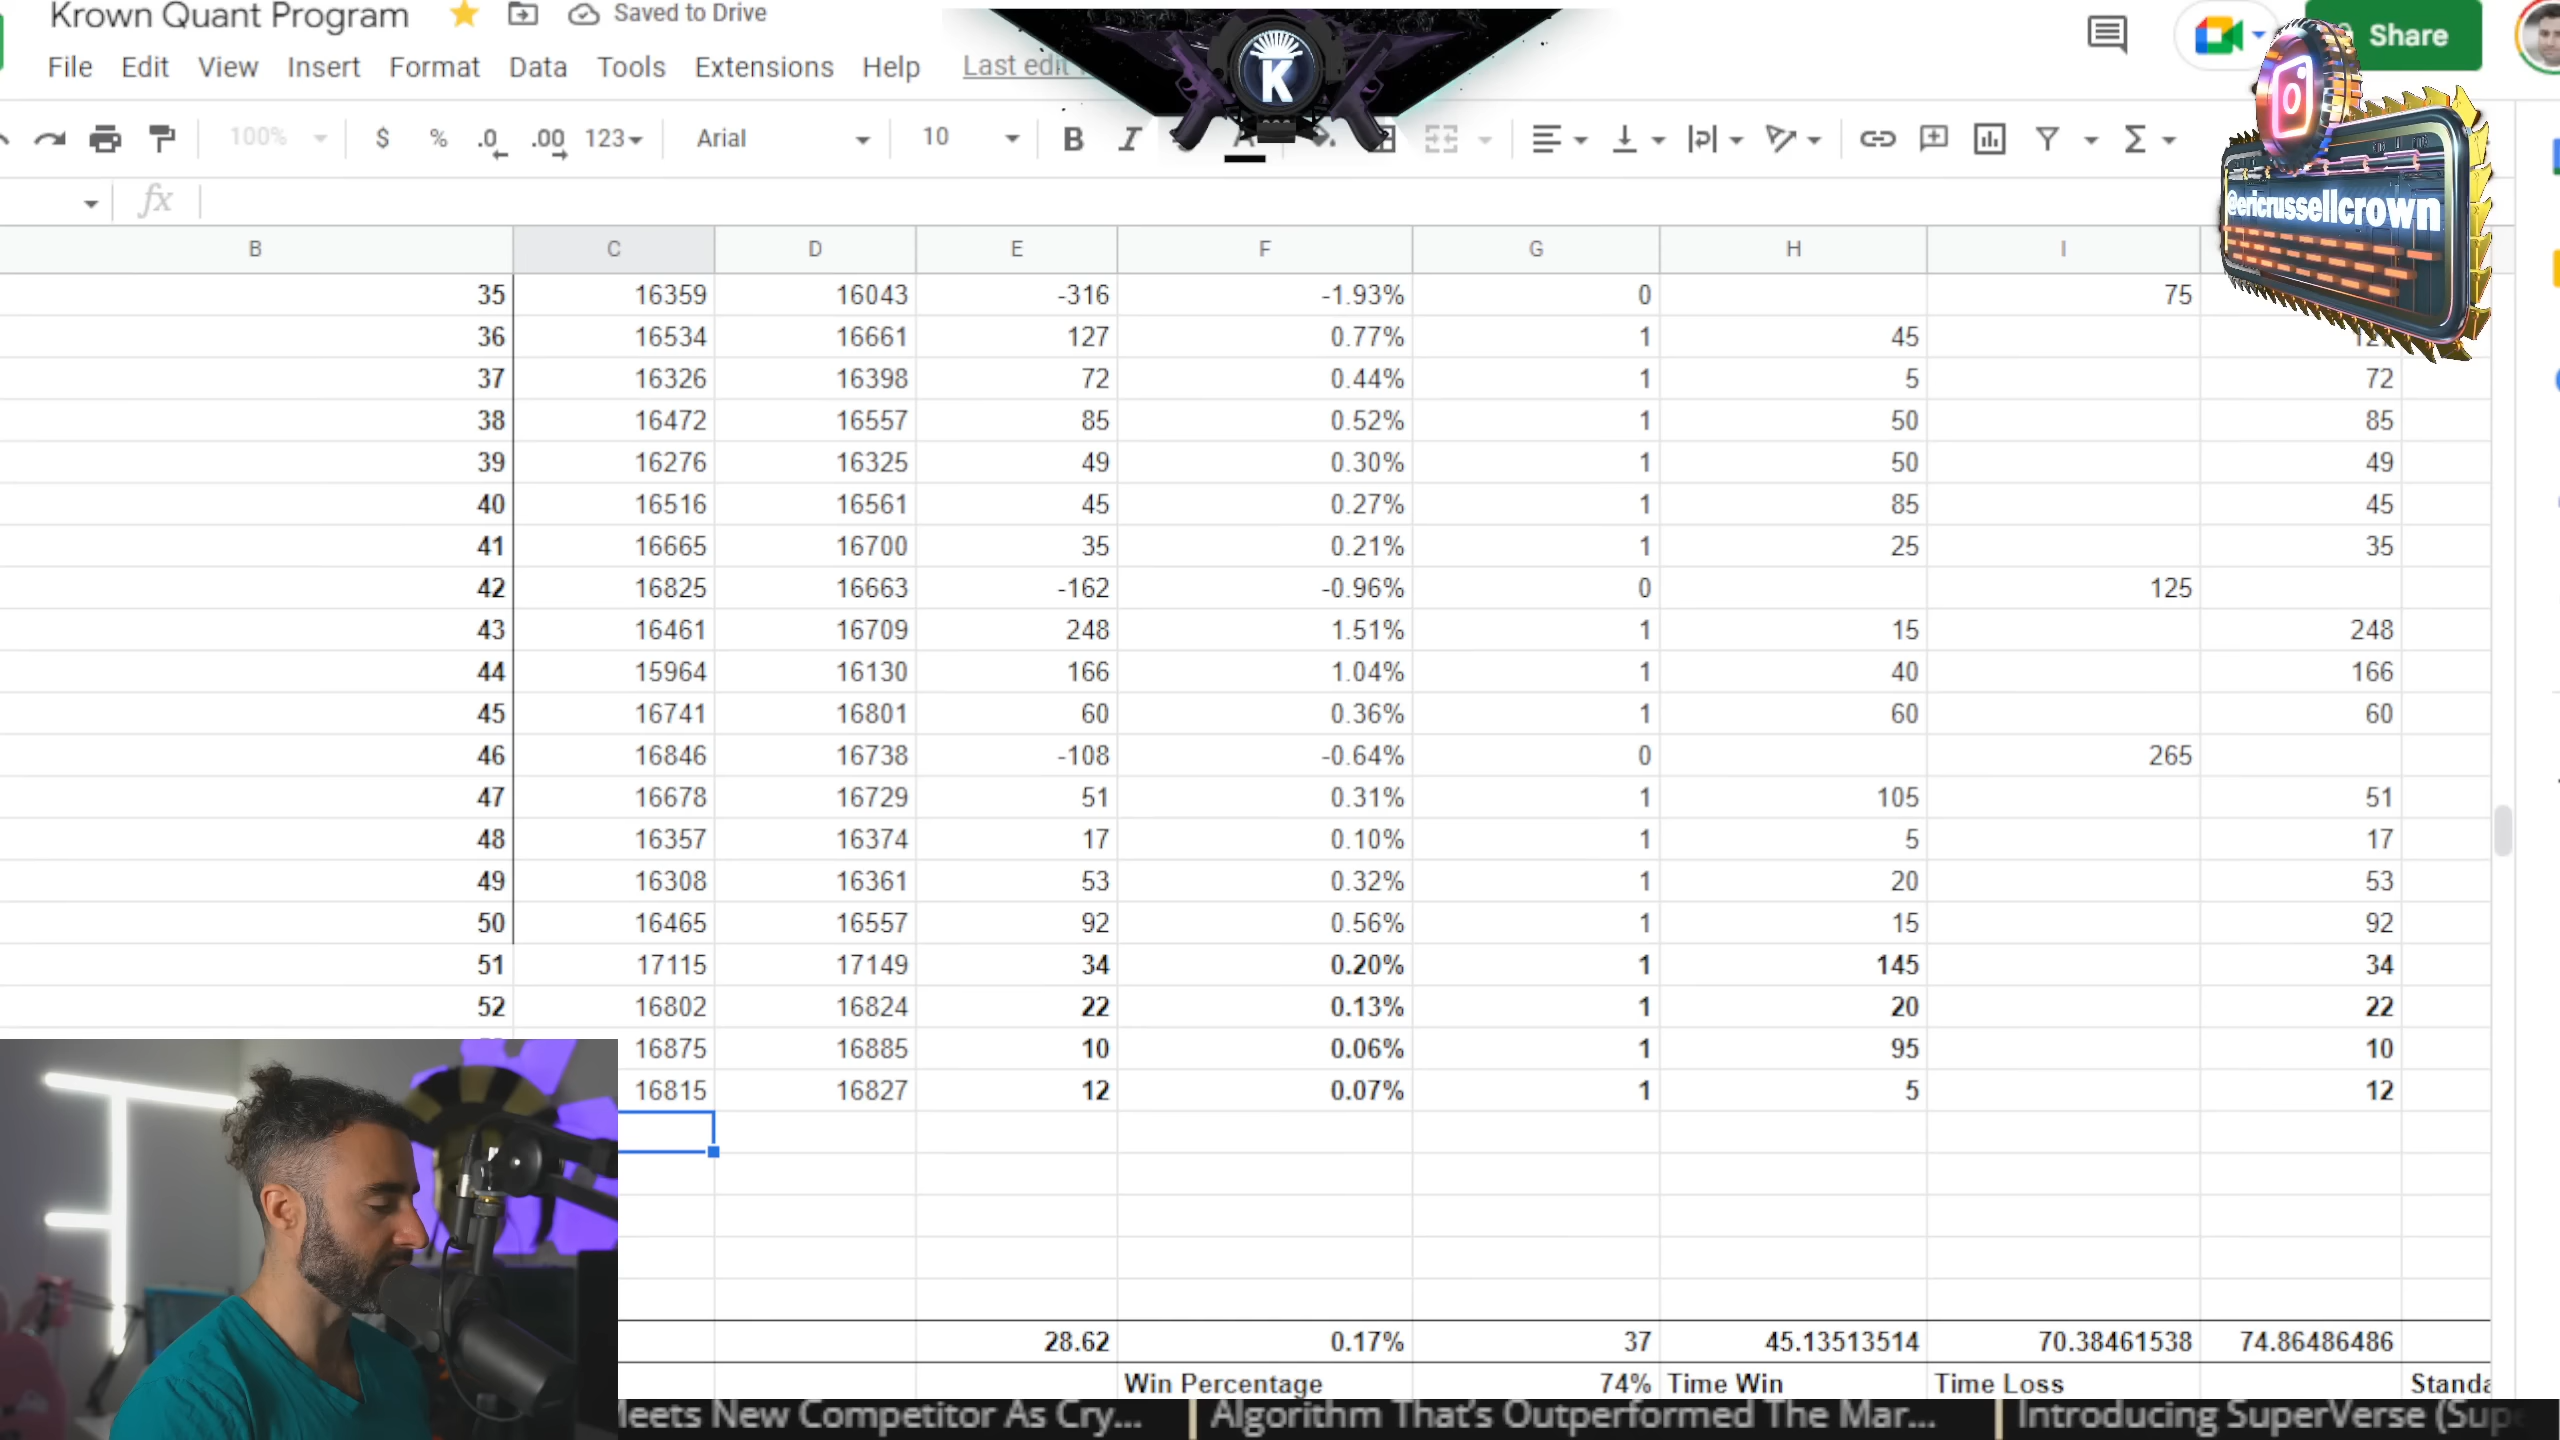 Krown Quant Program Saved to Drive
Share
File Edit View Insert Format Data Tools Extensions Help Last edit
K
@ericrussellcrown
100% $ % .0 .00 123 Arial 10 B I A Σ
fx
B C D E F G H I
35 16359 16043 -316 -1.93% 0 75
36 16534 16661 127 0.77% 1 45
37 16326 16398 72 0.44% 1 5 72
38 16472 16557 85 0.52% 1 50 85
39 16276 16325 49 0.30% 1 50 49
40 16516 16561 45 0.27% 1 85 45
41 16665 16700 35 0.21% 1 25 35
42 16825 16663 -162 -0.96% 0 125
43 16461 16709 248 1.51% 1 15 248
44 15964 16130 166 1.04% 1 40 166
45 16741 16801 60 0.36% 1 60 60
46 16846 16738 -108 -0.64% 0 265
47 16678 16729 51 0.31% 1 105 51
48 16357 16374 17 0.10% 1 5 17
49 16308 16361 53 0.32% 1 20 53
50 16465 16557 92 0.56% 1 15 92
51 17115 17149 34 0.20% 1 145 34
52 16802 16824 22 0.13% 1 20 22
16875 16885 10 0.06% 1 95 10
16815 16827 12 0.07% 1 5 12
28.62 0.17% 37 45.13513514 70.38461538 74.86486486
Win Percentage 74% Time Win Time Loss Standa
Meets New Competitor As Cry... Algorithm That's Outperformed The Mar... Introducing SuperVerse (Sup